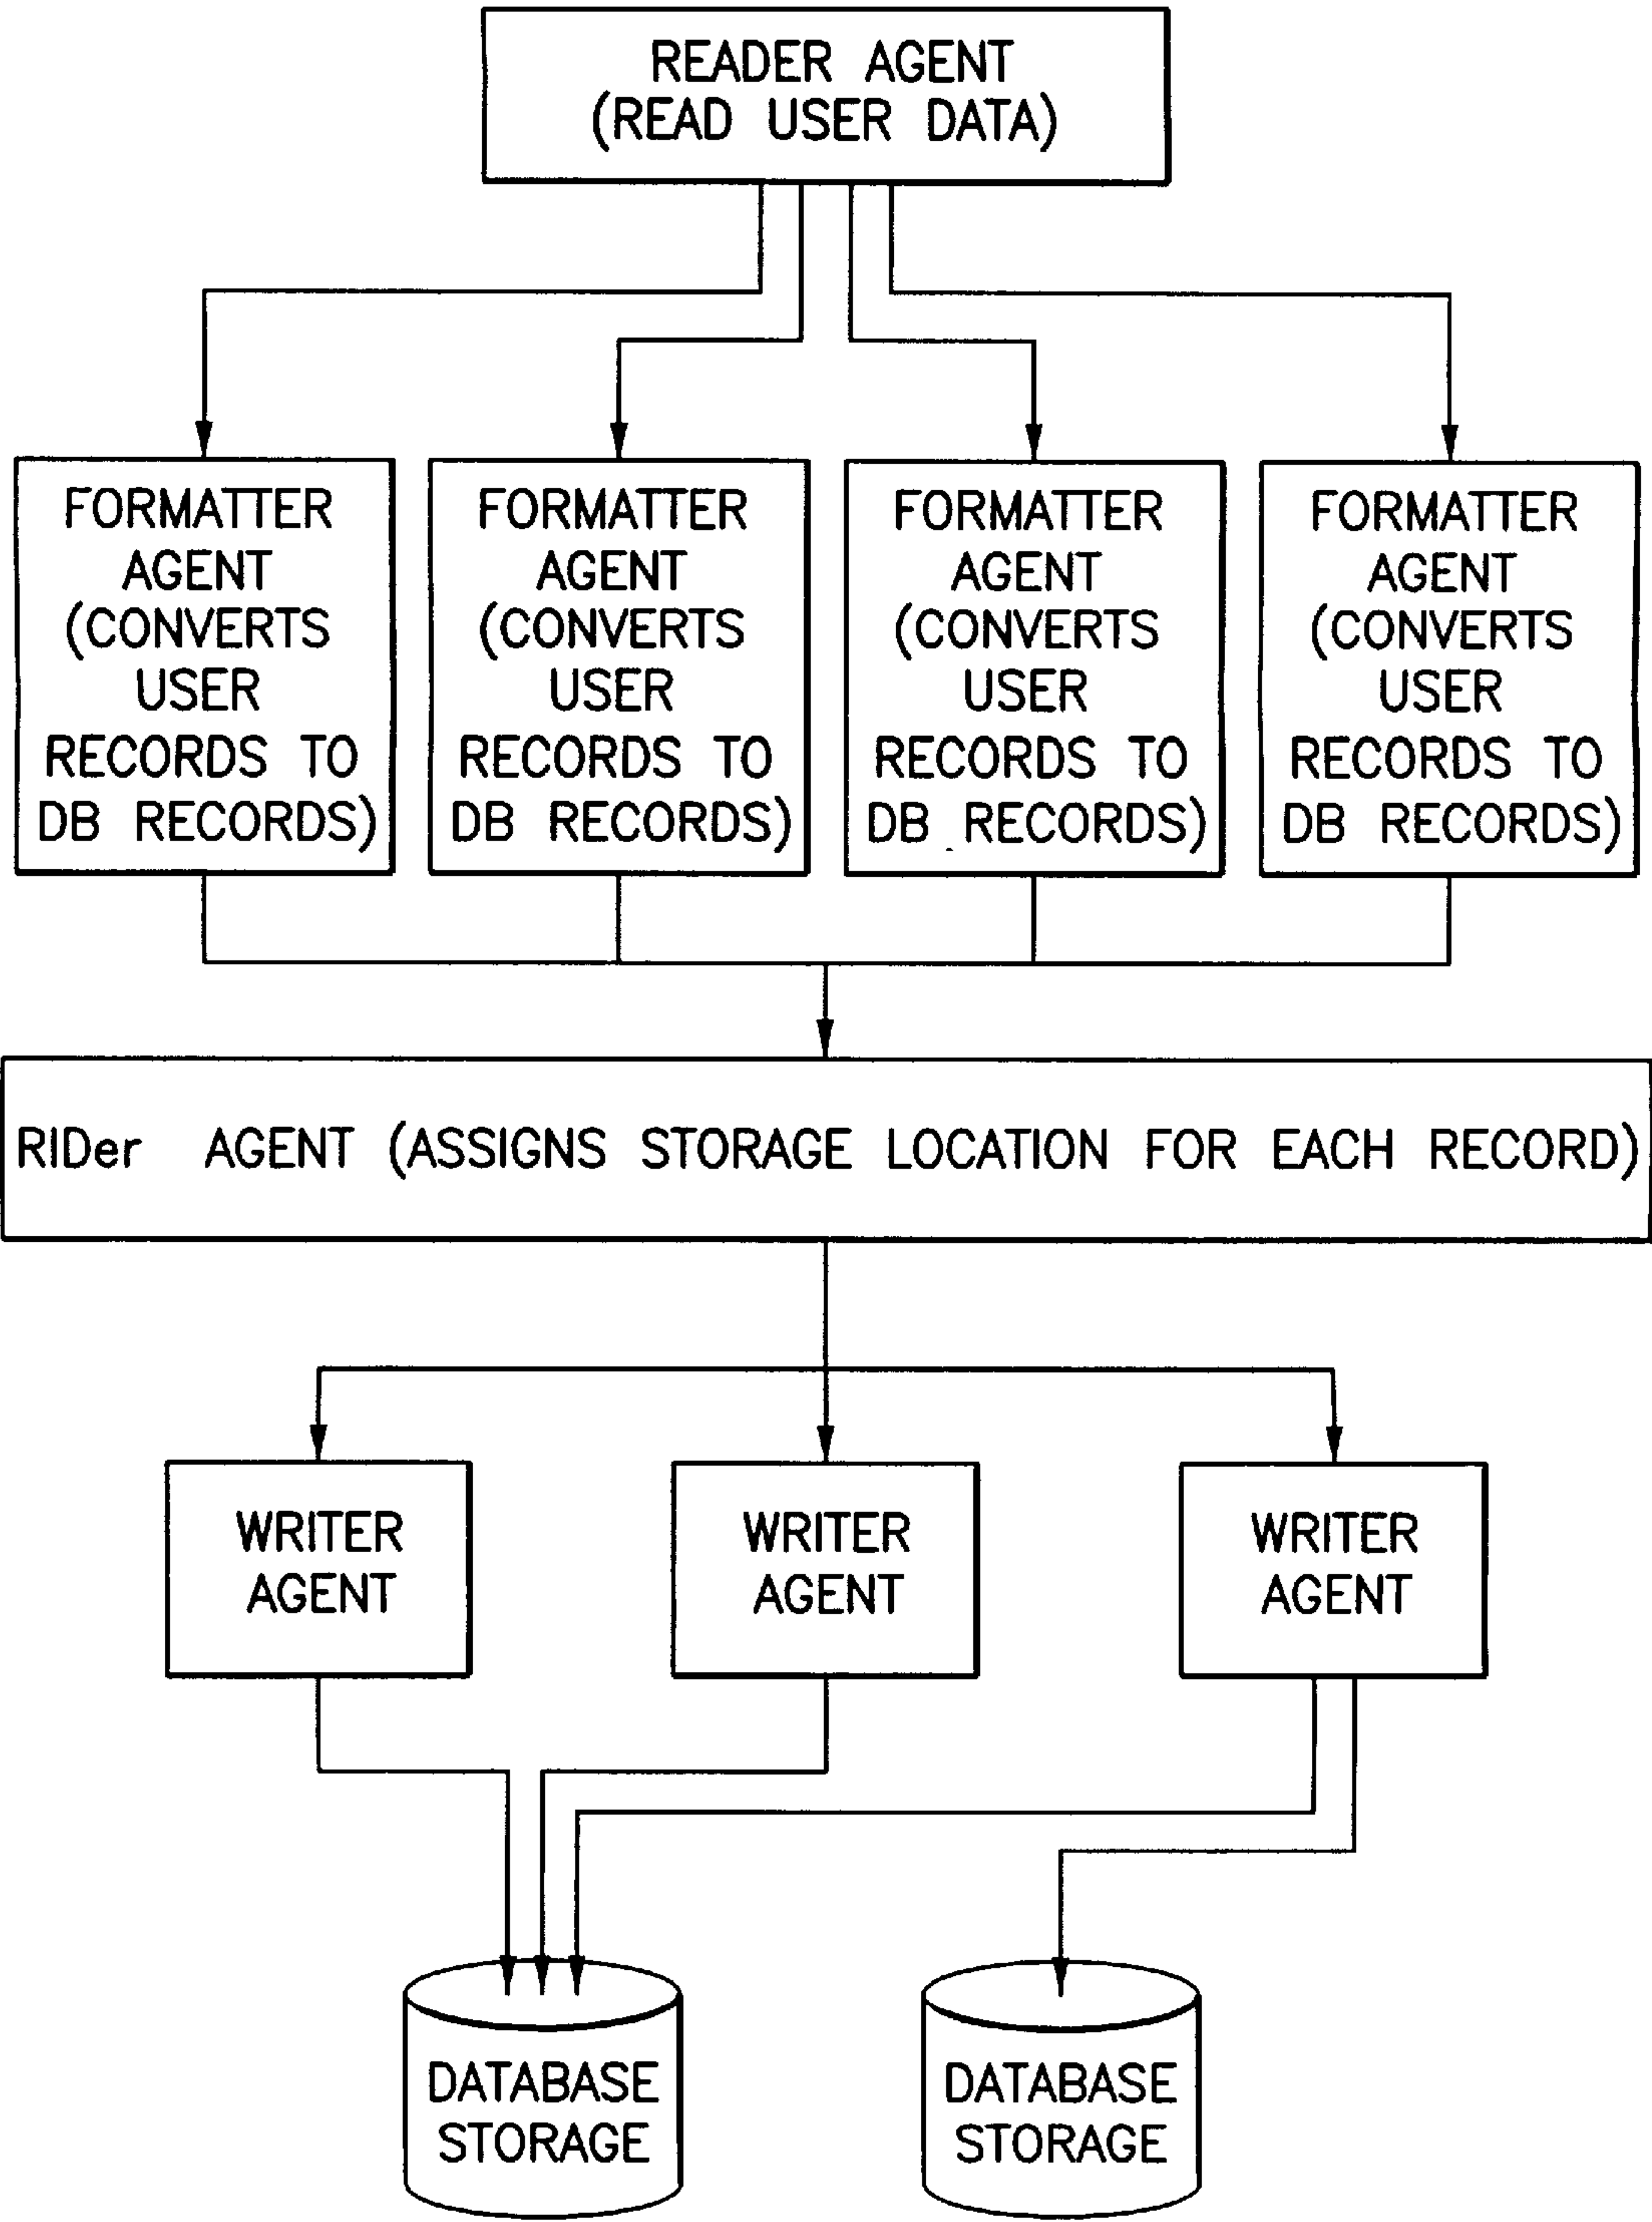 READER AGENT
(READ USER DATA)
FORMATTER
AGENT
(CONVERTS
USER
RECORDS TO
DB RECORDS)
FORMATTER
AGENT
(CONVERTS
USER
RECORDS TO
DB RECORDS)
FORMATTER
AGENT
(CONVERTS
USER
RECORDS TO
DB RECORDS)
FORMATTER
AGENT
(CONVERTS
USER
RECORDS TO
DB RECORDS)
RIDer AGENT (ASSIGNS STORAGE LOCATION FOR EACH RECORD)
WRITER
AGENT
WRITER
AGENT
WRITER
AGENT
DATABASE
STORAGE
DATABASE
STORAGE